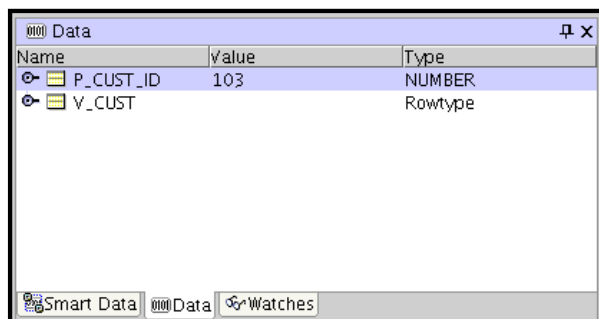 Data
Name Value Type
P_CUST_ID 103 NUMBER
V_CUST Rowtype
Smart Data Data Watches